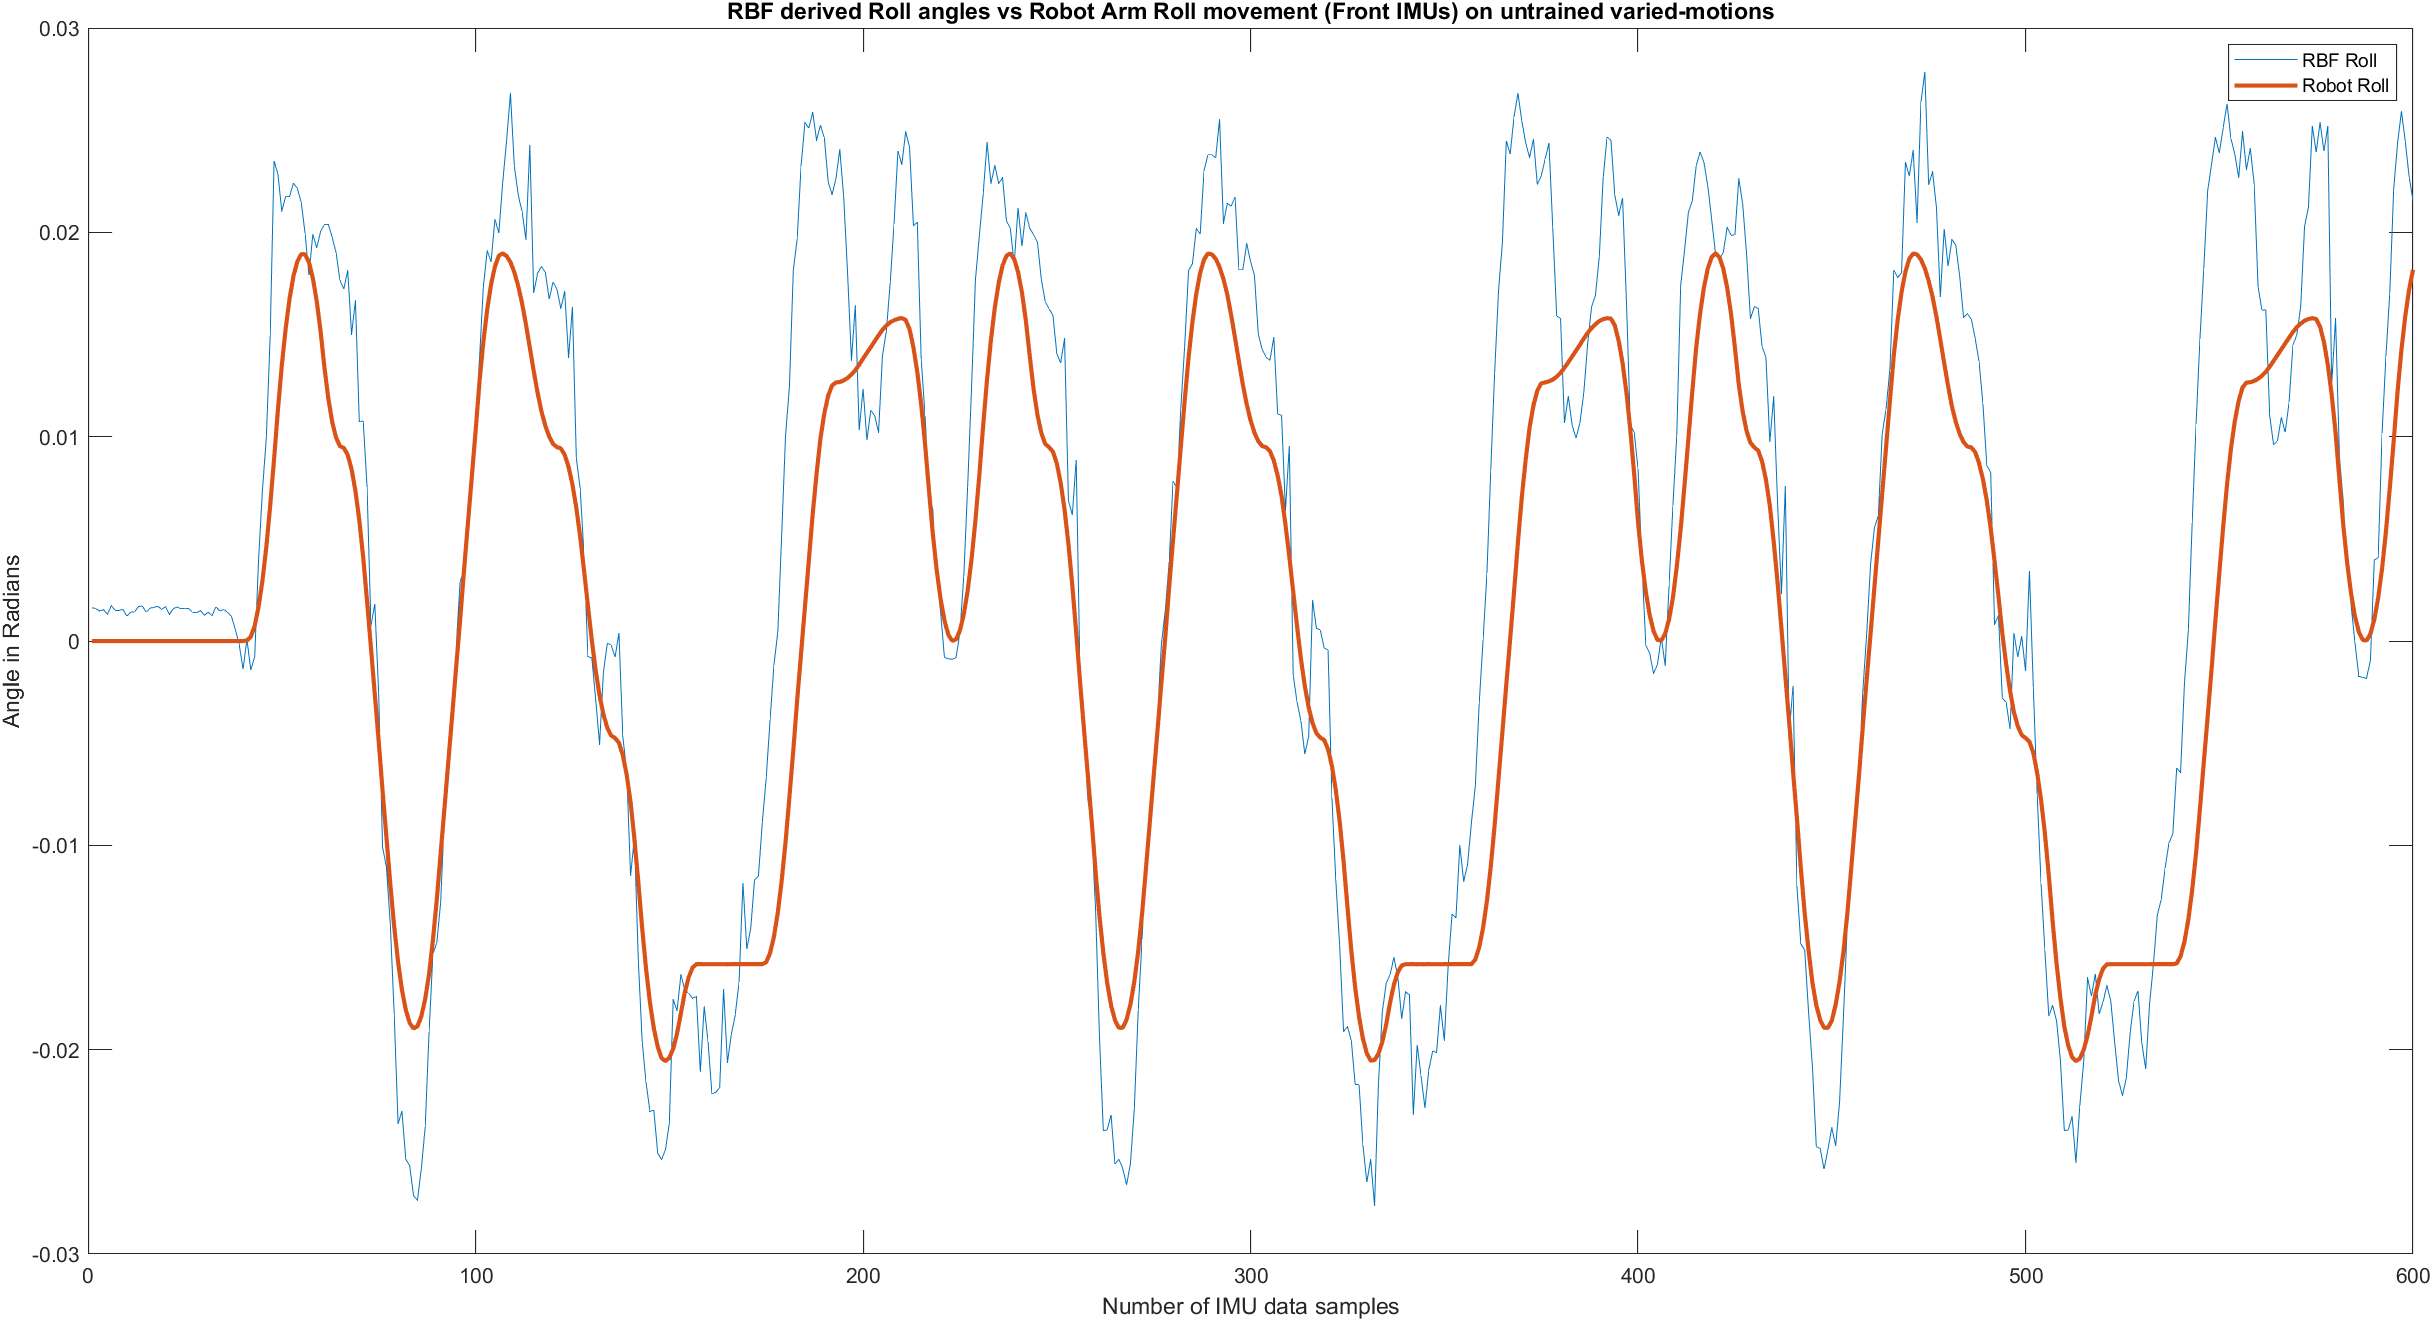 RBF derived Roll angles vs Robot Arm Roll movement (Front IMUs) on untrained varied-motions
RBF Roll
Robot Roll
0.03
0.02
0.01
0
-0.01
-0.02
-0.03
Angle in Radians
0 100 200 300 400 500 600
Number of IMU data samples